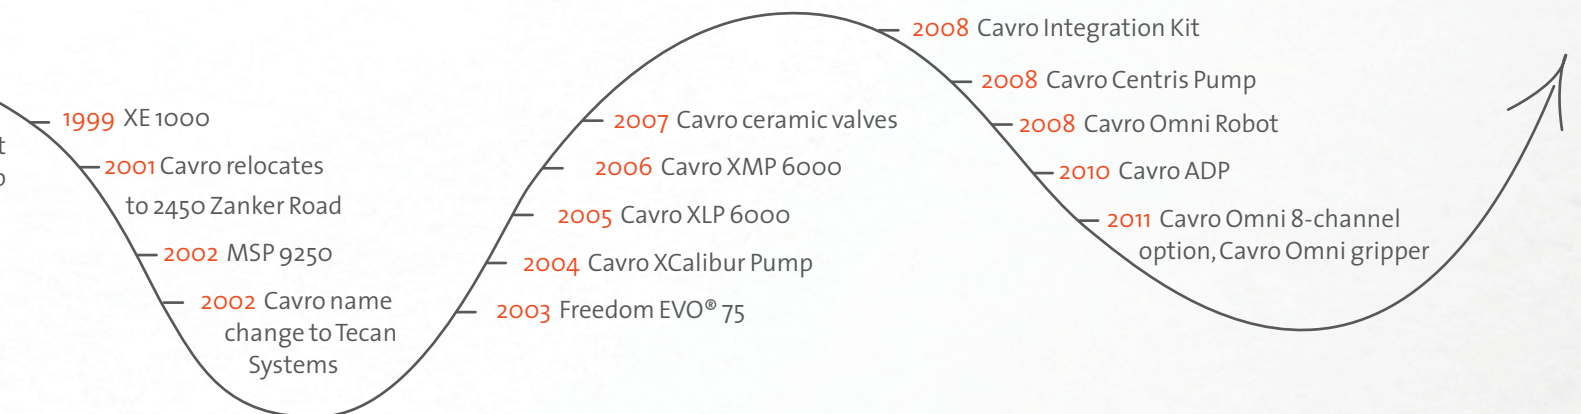 1999 XE 1000
2001 Cavro relocates
to 2450 Zanker Road
2002 MSP 9250
2002 Cavro name
change to Tecan
Systems
2003 Freedom EVO® 75
2004 Cavro XCalibur Pump
2005 Cavro XLP 6000
2006 Cavro XMP 6000
2007 Cavro ceramic valves
2008 Cavro Integration Kit
2008 Cavro Centris Pump
2008 Cavro Omni Robot
2010 Cavro ADP
2011 Cavro Omni 8-channel
option, Cavro Omni gripper